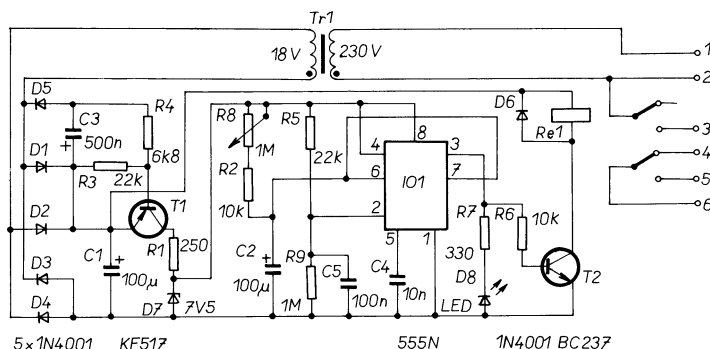 Tr1
18V 230V
1
2
D5
C3
500n
+
R4
6k8
D6
Re1
3
4
5
6
D1
R3 22k
T1
D2
R1 250
C1
+
100µ
D3
D4
D7 7V5
R8
1M
R2
10k
R5
22k
C2
+
100µ
R9
1M
C5
100n
4
8
3
6
7
2
IO1
5
1
C4
10n
R7
330
R6
10k
D8
LED
T2
5×1N4001 KF517 555N 1N4001 BC237